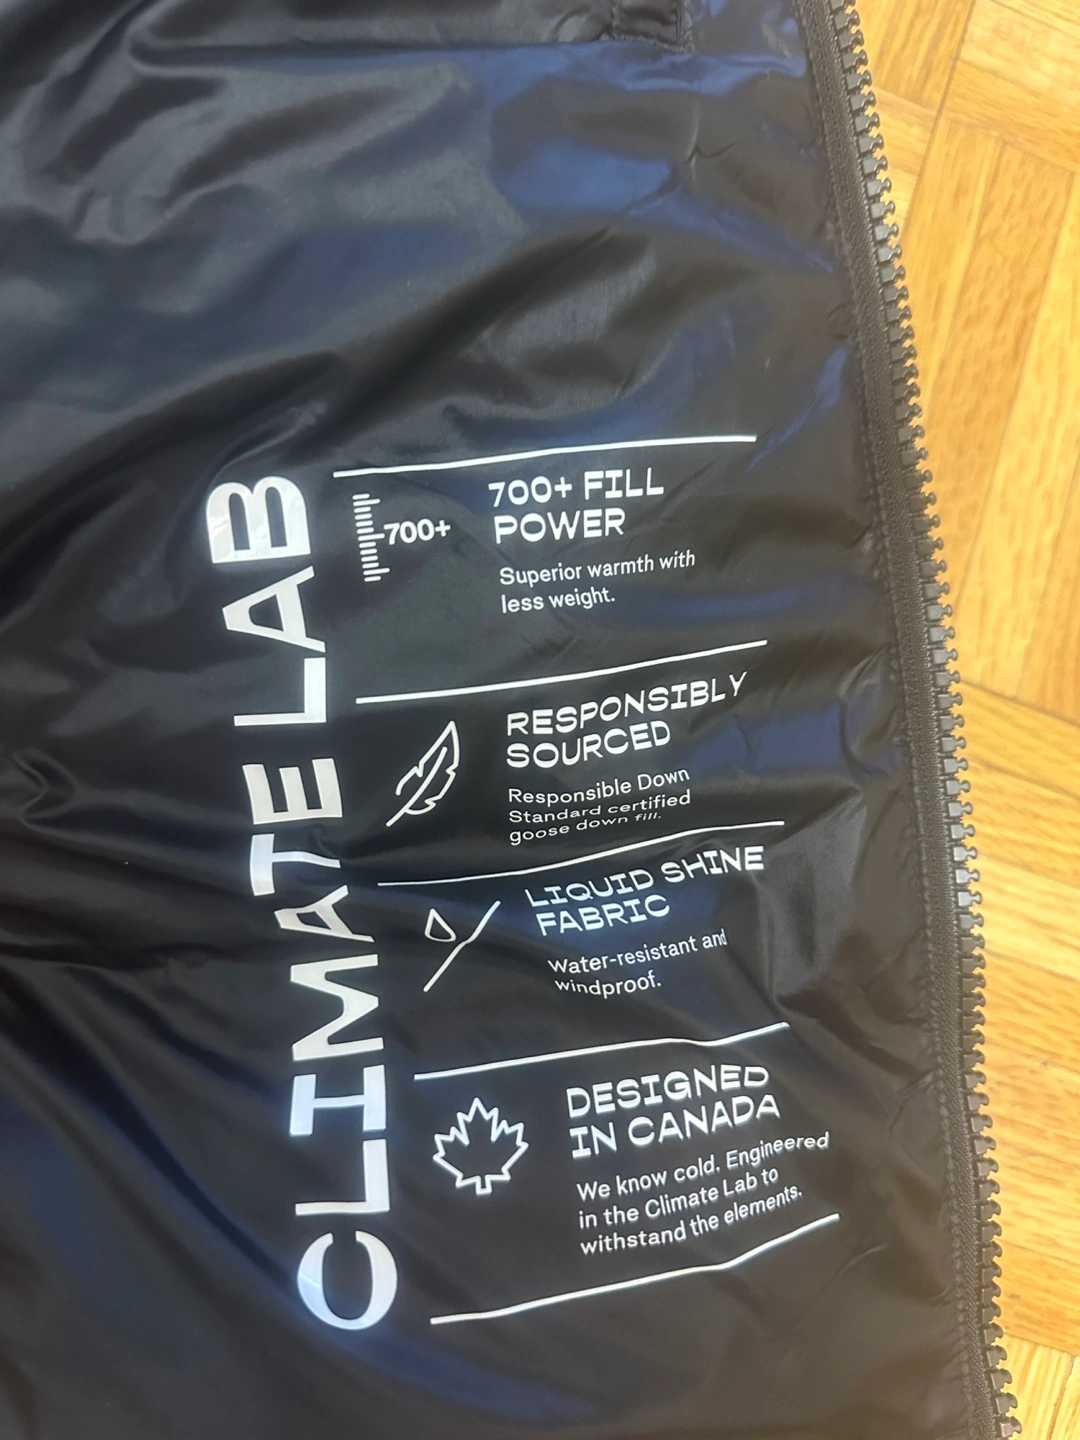 CLIMATE LAB
700+
700+ FILL
POWER
Superior warmth with
less weight.
RESPONSIBLY
SOURCED
Responsible Down
Standard certified
goose down fill.
LIQUID SHINE
FABRIC
Water-resistant and
windproof.
DESIGNED
IN CANADA
We know cold. Engineered
in the Climate Lab to
withstand the elements.